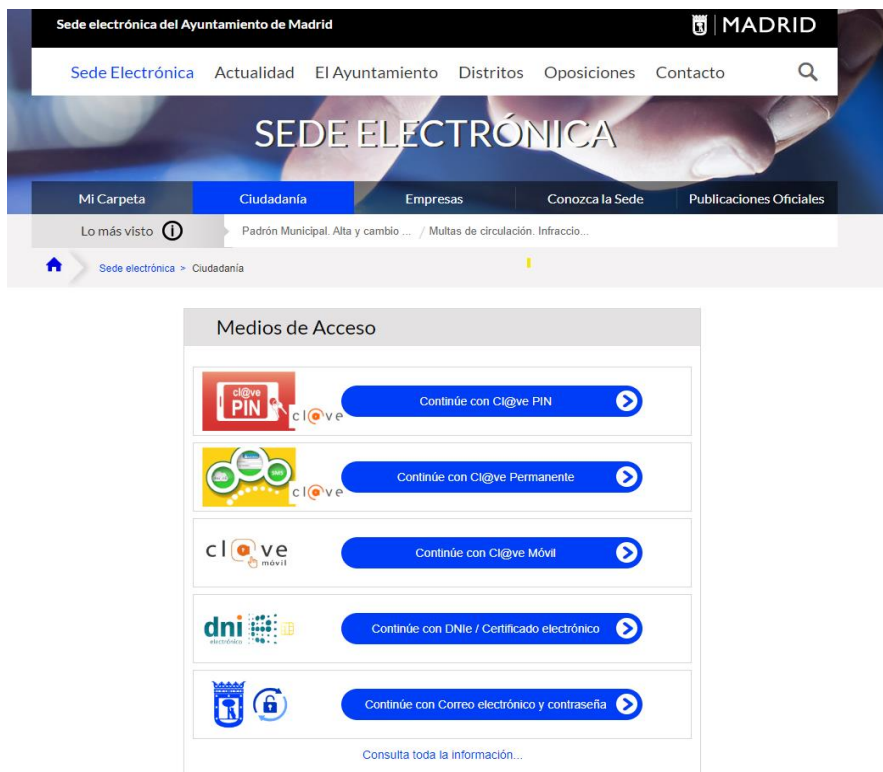 Sede electrónica del Ayuntamiento de Madrid
MADRID
Sede Electrónica Actualidad El Ayuntamiento Distritos Oposiciones Contacto
SEDE ELECTRÓNICA
Mi Carpeta Ciudadanía Empresas Conozca la Sede Publicaciones Oficiales
Lo más visto Padrón Municipal. Alta y cambio ... / Multas de circulación. Infraccio...
Sede electrónica > Ciudadanía
Medios de Acceso
cl@ve
PIN
cl@ve
Continúe con Cl@ve PIN
cl@ve
Continúe con Cl@ve Permanente
cl@ve
móvil
Continúe con Cl@ve Móvil
dni
electrónico
Continúe con DNIe / Certificado electrónico
Continúe con Correo electrónico y contraseña
Consulta toda la información...